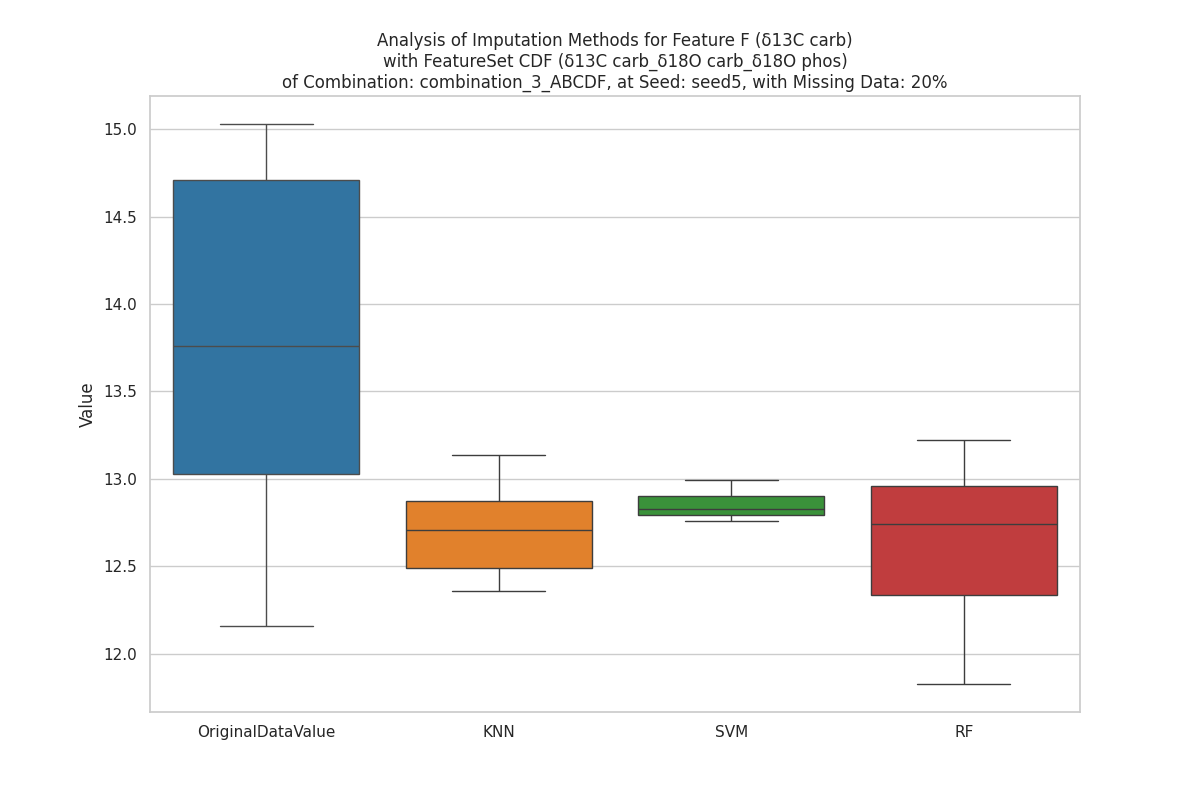 Analysis of Imputation Methods for Feature F (δ13C carb)
with FeatureSet CDF (δ13C carb_δ18O carb_δ18O phos)
of Combination: combination_3_ABCDF, at Seed: seed5, with Missing Data: 20%
Value
15.0
14.5
14.0
13.5
13.0
12.5
12.0
OriginalDataValue
KNN
SVM
RF